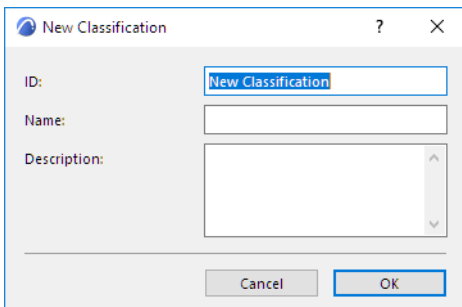 New Classification
ID:
New Classification
Name:
Description:
Cancel
OK